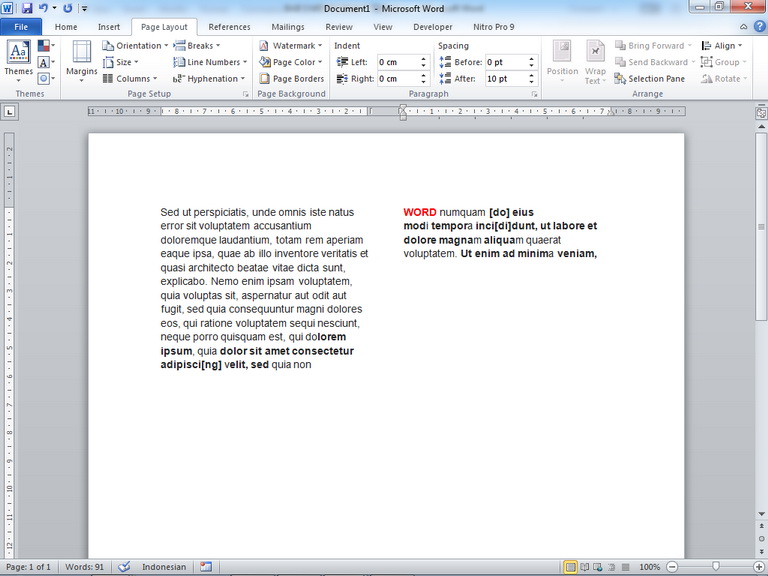 Document1 - Microsoft Word
File Home Insert Page Layout References Mailings Review View Developer Nitro Pro 9
Themes Margins Orientation Breaks Watermark Indent Spacing Position Wrap Text Bring Forward Align
Size Line Numbers Page Color Left: 0 cm Before: 0 pt Send Backward Group
Columns Hyphenation Page Borders Right: 0 cm After: 10 pt Selection Pane Rotate
Themes Page Setup Page Background Paragraph Arrange
Sed ut perspiciatis, unde omnis iste natus
error sit voluptatem accusantium
doloremque laudantium, totam rem aperiam
eaque ipsa, quae ab illo inventore veritatis et
quasi architecto beatae vitae dicta sunt,
explicabo. Nemo enim ipsam voluptatem,
quia voluptas sit, aspernatur aut odit aut
fugit, sed quia consequuntur magni dolores
eos, qui ratione voluptatem sequi nesciunt,
neque porro quisquam est, qui dolorem
ipsum, quia dolor sit amet consectetur
adipisci[ng] velit, sed quia non
WORD numquam [do] eius
modi tempora inci[di]dunt, ut labore et
dolore magnam aliquam quaerat
voluptatem. Ut enim ad minima veniam,
Page: 1 of 1 Words: 91 Indonesian 100%